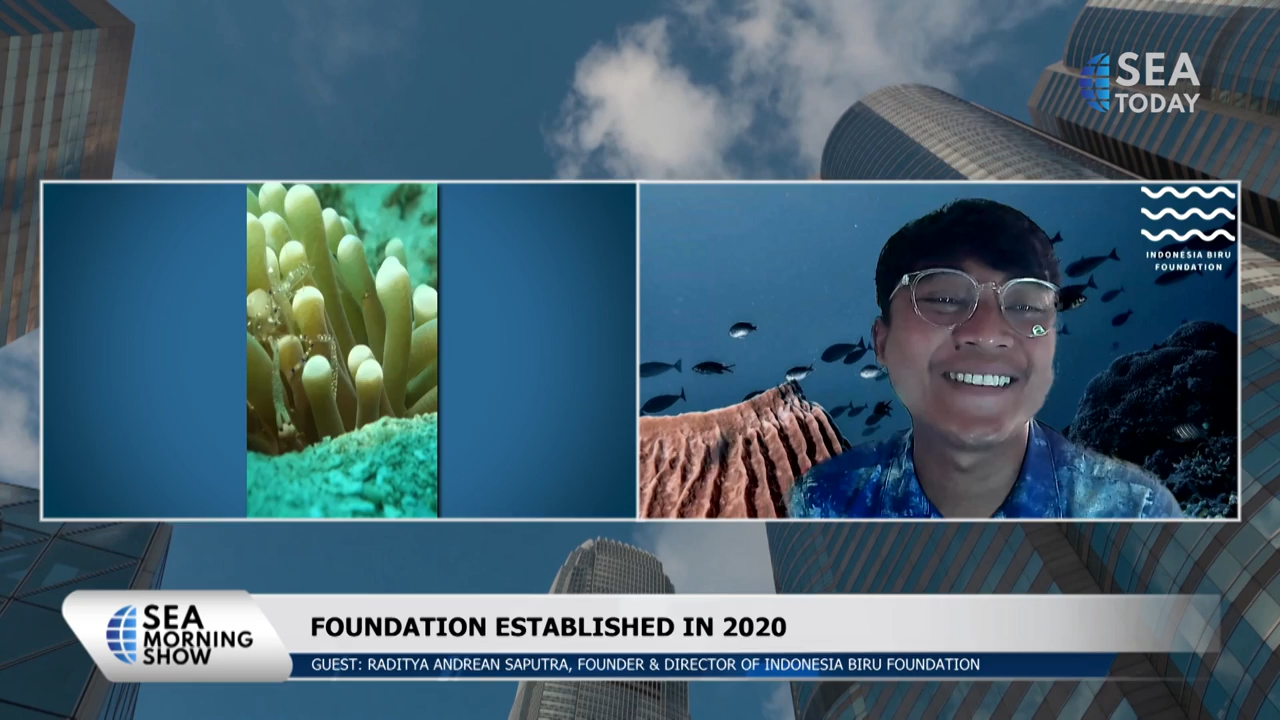 SEA
TODAY
INDONESIA BIRU
FOUNDATION
SEA
MORNING
SHOW
FOUNDATION ESTABLISHED IN 2020
GUEST: RADITYA ANDREAN SAPUTRA, FOUNDER & DIRECTOR OF INDONESIA BIRU FOUNDATION